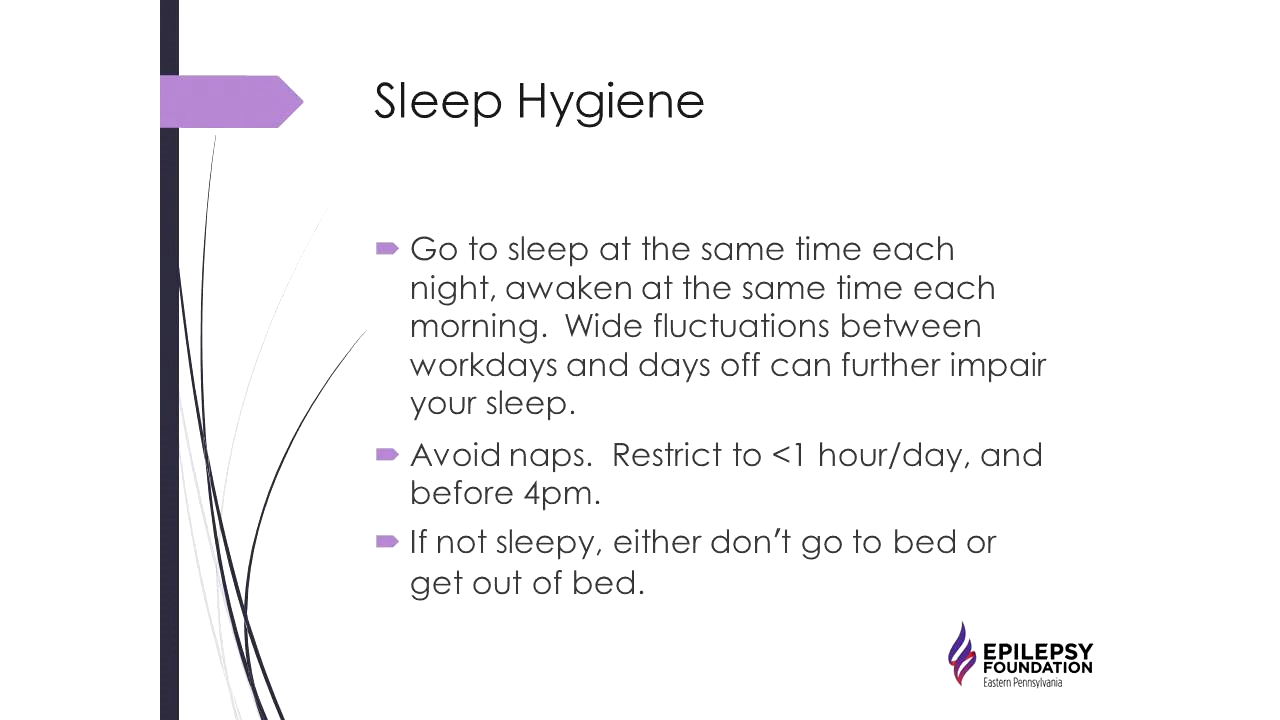 Sleep Hygiene
Go to sleep at the same time each
night, awaken at the same time each
morning.  Wide fluctuations between
workdays and days off can further impair
your sleep.
Avoid naps.  Restrict to <1 hour/day, and
before 4pm.
If not sleepy, either don’t go to bed or
get out of bed.
EPILEPSY
FOUNDATION
Eastern Pennsylvania